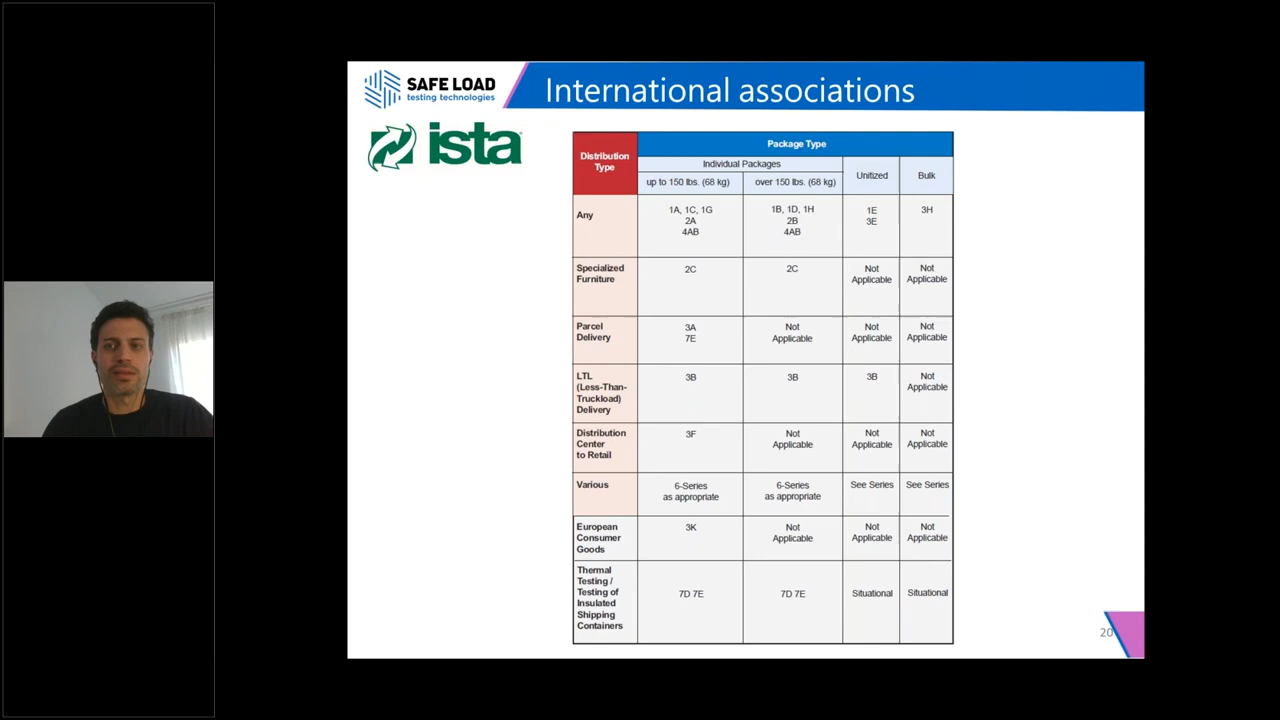 SAFE LOAD
testing technologies
International associations
ista
Distribution
Type
Package Type
Individual Packages
up to 150 lbs. (68 kg)
over 150 lbs. (68 kg)
Unitized
Bulk
Any
1A, 1C, 1G
2A
4AB
1B, 1D, 1H
2B
4AB
1E
3E
3H
Specialized
Furniture
2C
2C
Not
Applicable
Not
Applicable
Parcel
Delivery
3A
7E
Not
Applicable
Not
Applicable
Not
Applicable
LTL
(Less-Than-
Truckload)
Delivery
3B
3B
3B
Not
Applicable
Distribution
Center
to Retail
3F
Not
Applicable
Not
Applicable
Not
Applicable
Various
6-Series
as appropriate
6-Series
as appropriate
See Series
See Series
European
Consumer
Goods
3K
Not
Applicable
Not
Applicable
Not
Applicable
Thermal
Testing /
Testing of
Insulated
Shipping
Containers
7D 7E
7D 7E
Situational
Situational
20